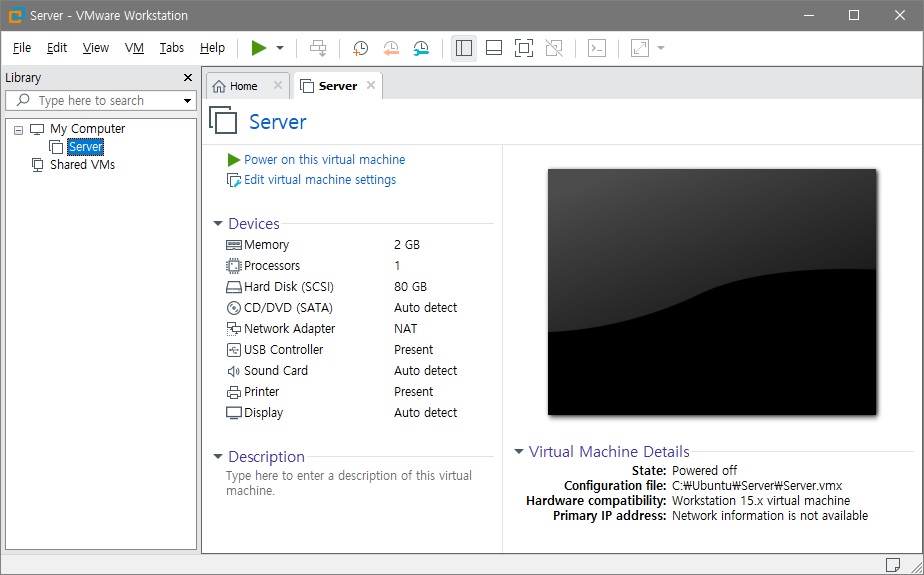 Server - VMware Workstation
File Edit View VM Tabs Help
Library
Type here to search
My Computer
Server
Shared VMs
Home
Server
Server
Power on this virtual machine
Edit virtual machine settings
Devices
Memory 2 GB
Processors 1
Hard Disk (SCSI) 80 GB
CD/DVD (SATA) Auto detect
Network Adapter NAT
USB Controller Present
Sound Card Auto detect
Printer Present
Display Auto detect
Description
Type here to enter a description of this virtual
machine.
Virtual Machine Details
State: Powered off
Configuration file: C:₩Ubuntu₩Server₩Server.vmx
Hardware compatibility: Workstation 15.x virtual machine
Primary IP address: Network information is not available